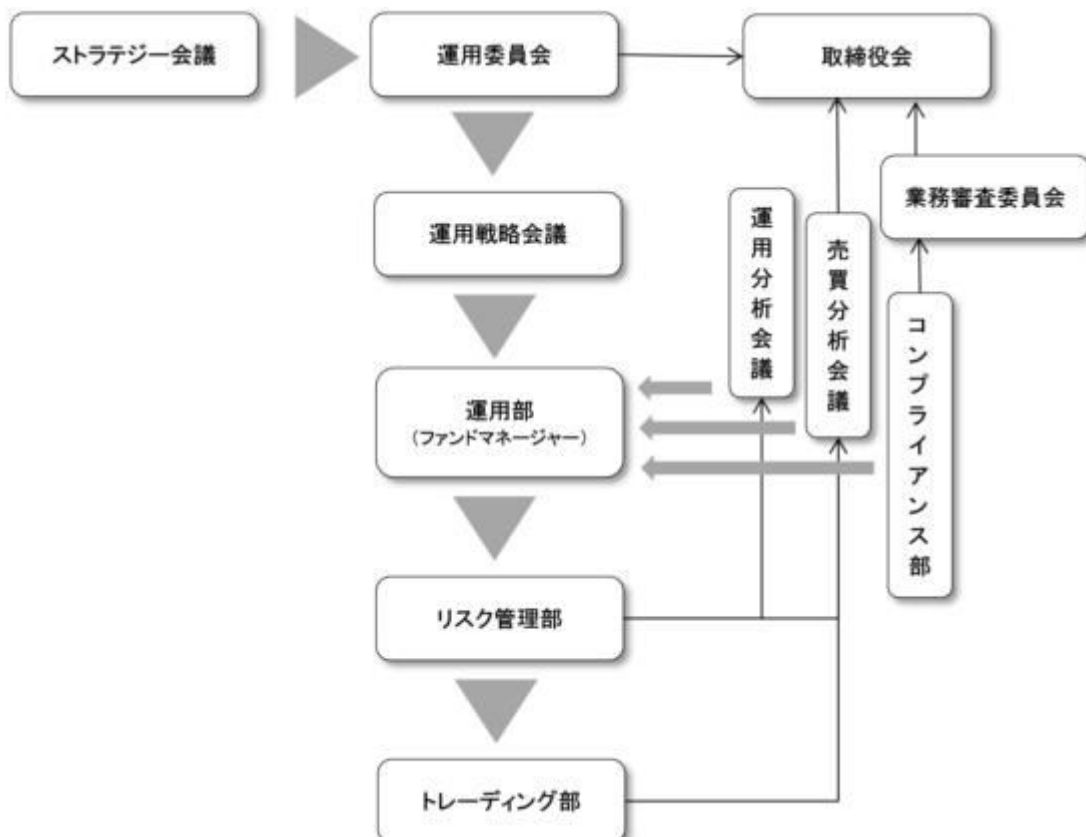 ストラテジー会議
運用委員会
取締役会
業務審査委員会
運用戦略会議
運用分析会議
売買分析会議
コンプライアンス部
運用部
(ファンドマネージャー)
リスク管理部
トレーディング部